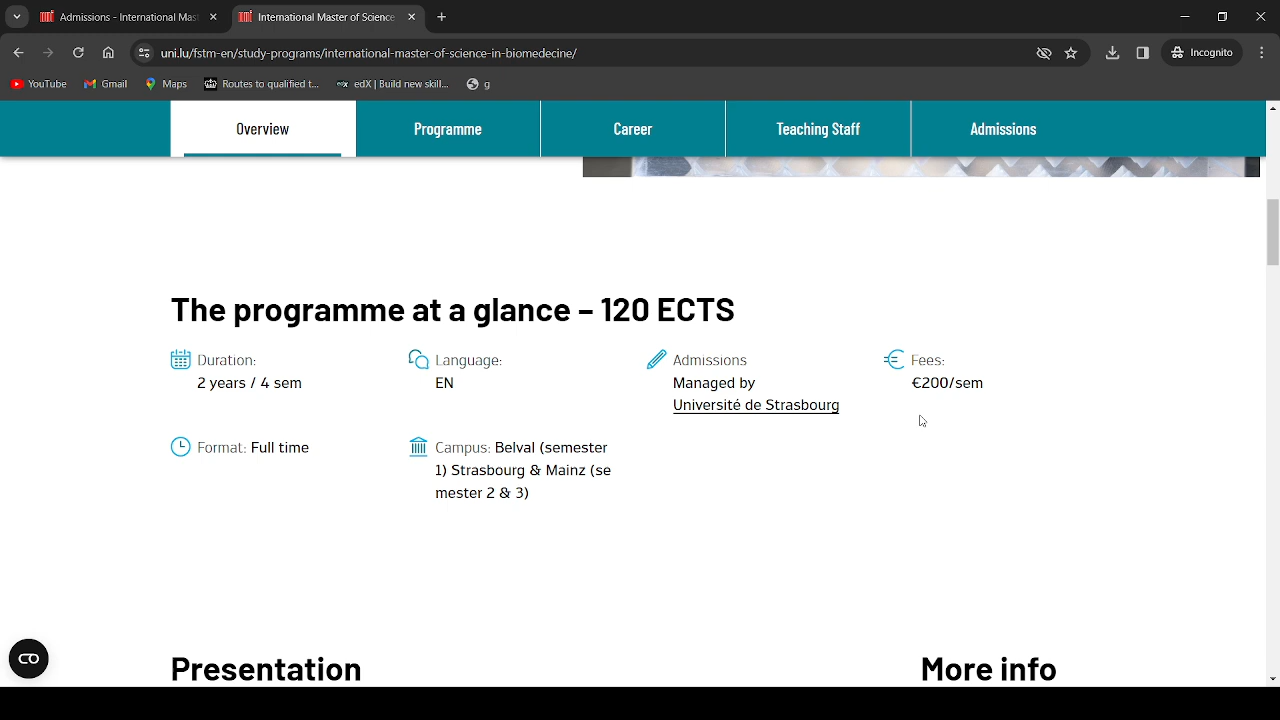 Admissions - International Mast
International Master of Science
uni.lu/fstm-en/study-programs/international-master-of-science-in-biomedecine/
Incognito
YouTube
Gmail
Maps
Routes to qualified t...
edX | Build new skill...
g
Overview
Programme
Career
Teaching Staff
Admissions
The programme at a glance – 120 ECTS
Duration:
2 years / 4 sem
Language:
EN
Admissions
Managed by
Université de Strasbourg
Fees:
€200/sem
Format: Full time
Campus: Belval (semester
1) Strasbourg & Mainz (se
mester 2 & 3)
Presentation
More info